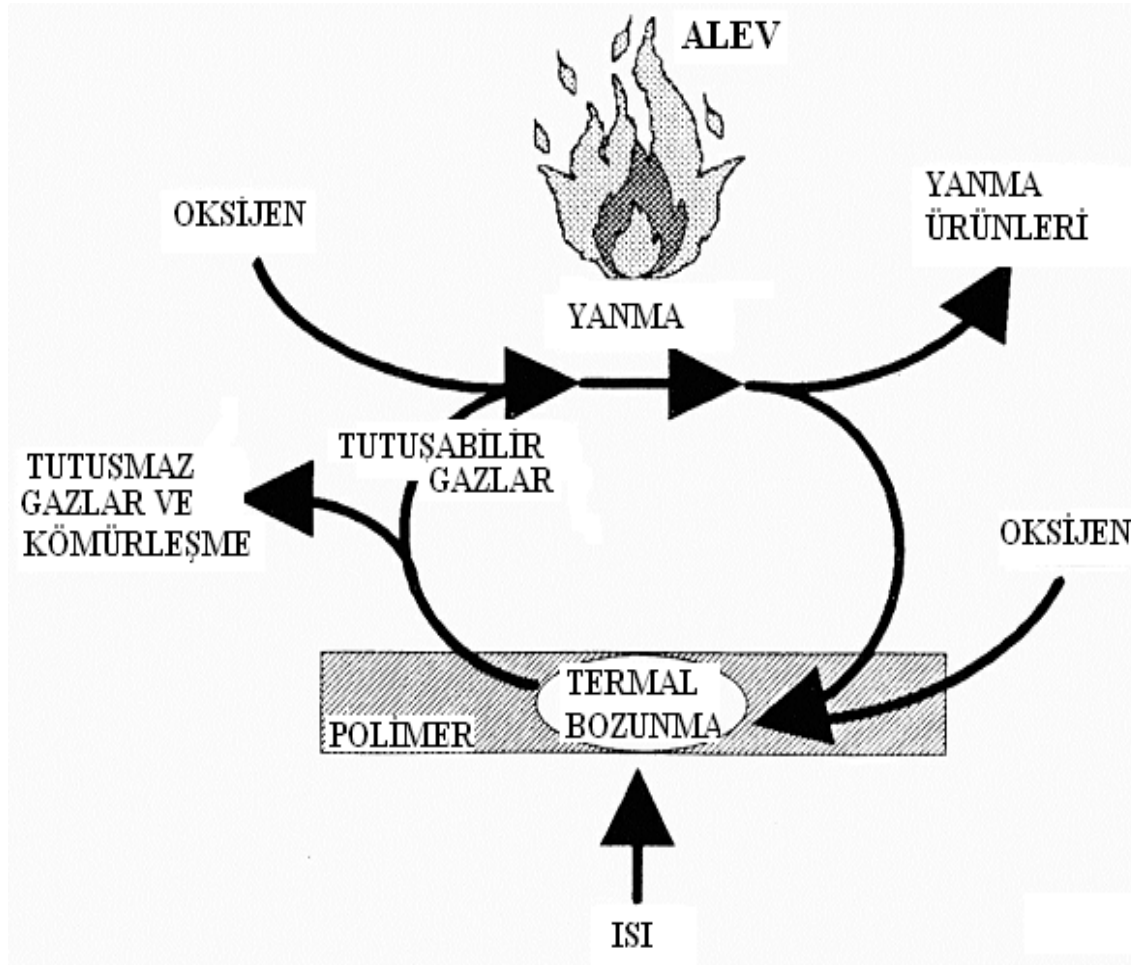 ALEV
OKSİJEN
YANMA
ÜRÜNLERİ
YANMA
TUTUŞABİLİR
GAZLAR
TUTUŞMAZ
GAZLAR VE
KÖMÜRLEŞME
OKSİJEN
TERMAL
BOZUNMA
POLİMER
ISI